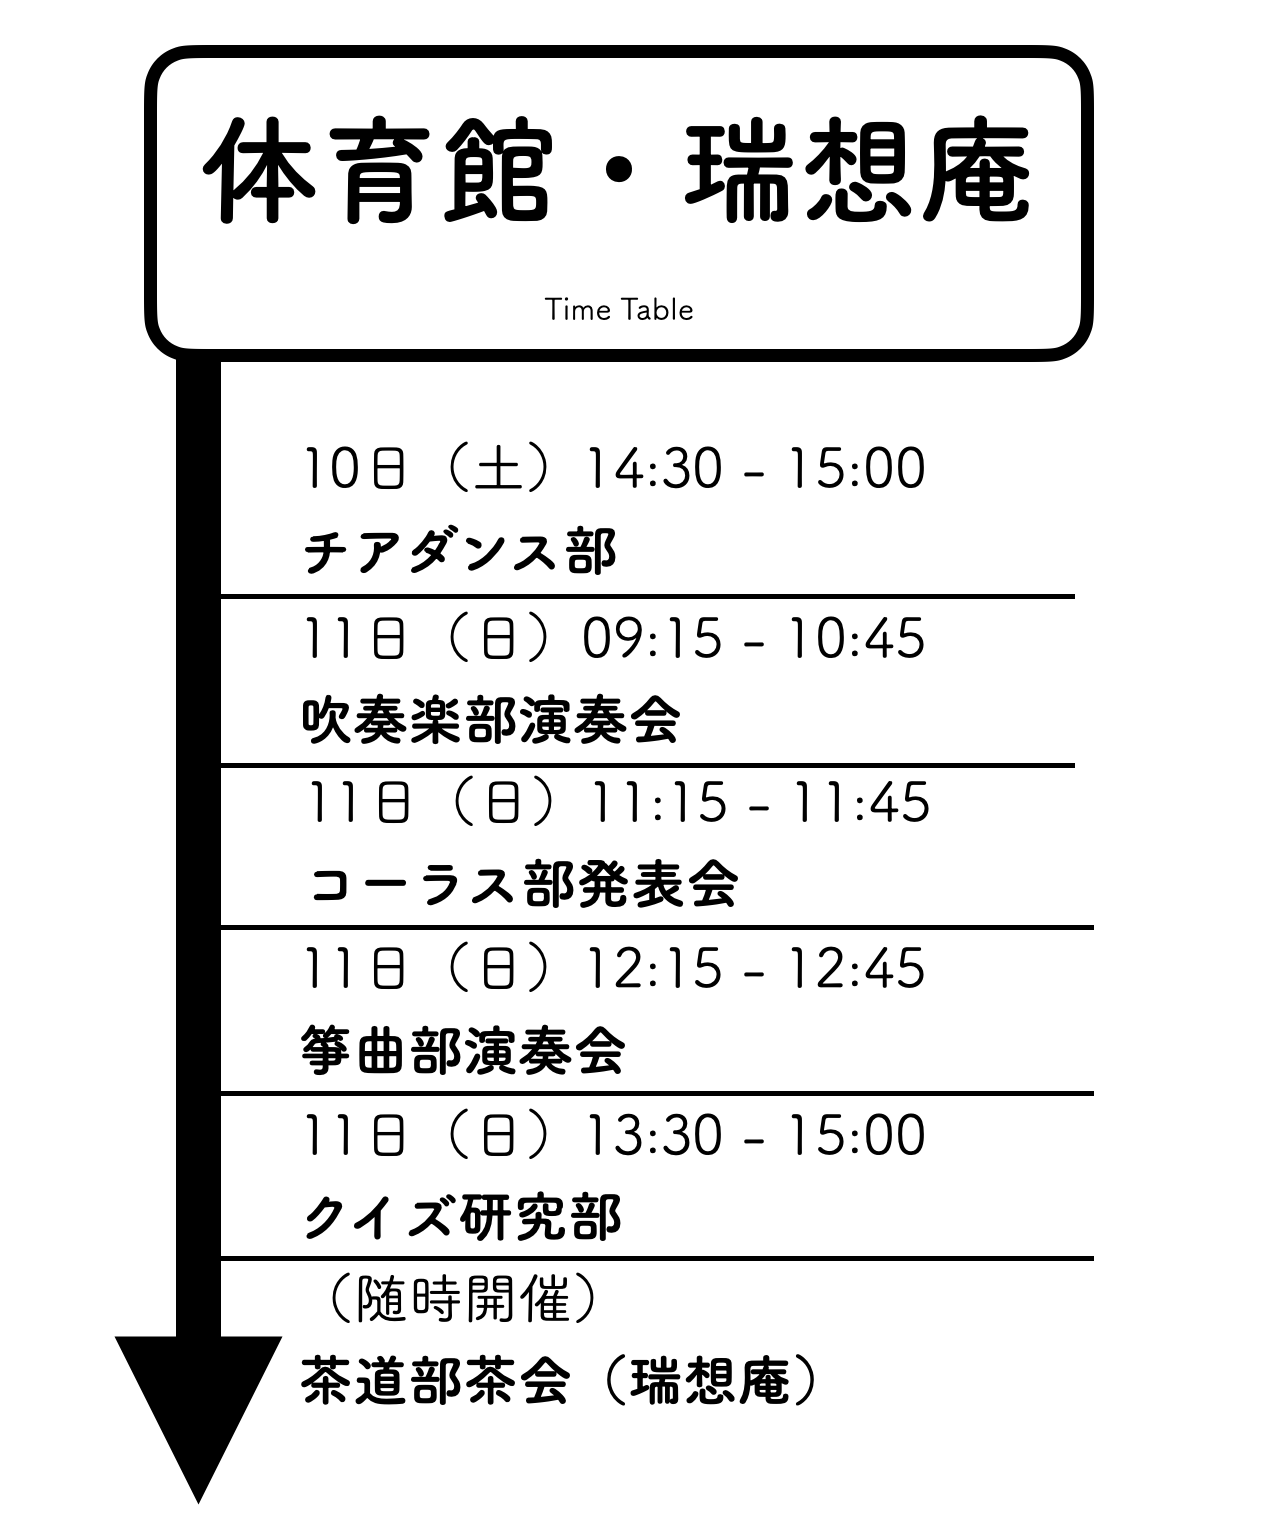 体育館・瑞想庵
Time Table
10日（土）14:30 - 15:00
チアダンス部
11日（日）09:15 - 10:45
吹奏楽部演奏会
11日（日）11:15 - 11:45
コーラス部発表会
11日（日）12:15 - 12:45
箏曲部演奏会
11日（日）13:30 - 15:00
クイズ研究部
（随時開催）
茶道部茶会（瑞想庵）